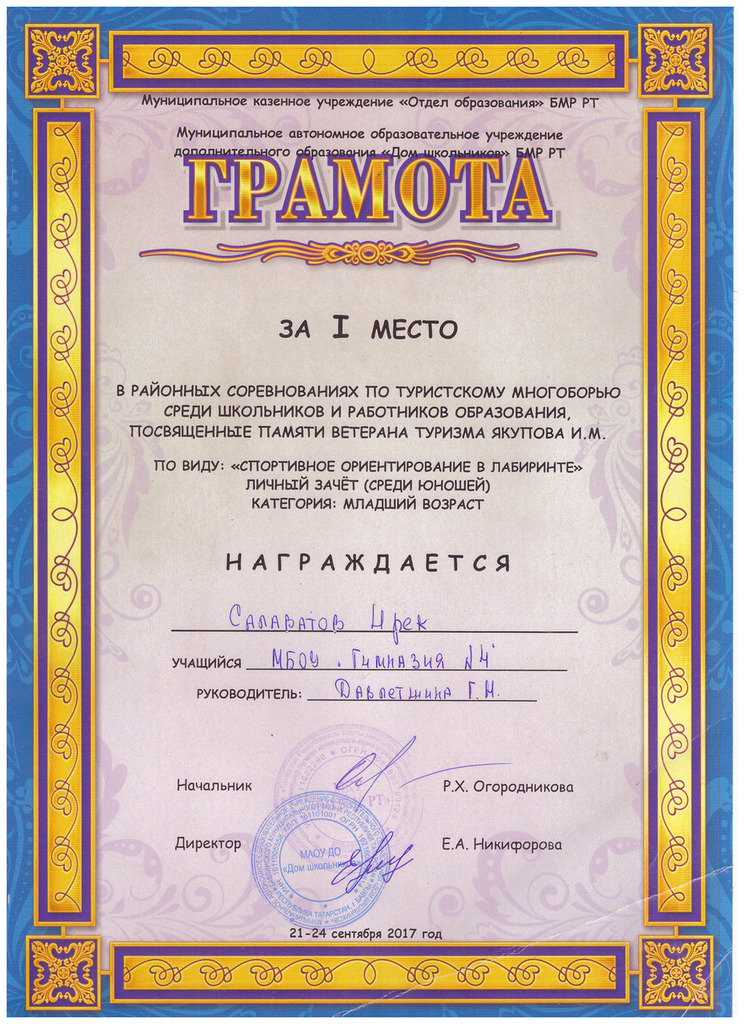 Муниципальное казенное учреждение «Отдел образования» БМР РТ
Муниципальное автономное образовательное учреждение
дополнительного образования «Дом школьников» БМР РТ
ГРАМОТА
ЗА I МЕСТО
В РАЙОННЫХ СОРЕВНОВАНИЯХ ПО ТУРИСТСКОМУ МНОГОБОРЬЮ
СРЕДИ ШКОЛЬНИКОВ И РАБОТНИКОВ ОБРАЗОВАНИЯ,
ПОСВЯЩЕННЫЕ ПАМЯТИ ВЕТЕРАНА ТУРИЗМА ЯКУПОВА И.М.
ПО ВИДУ: «СПОРТИВНОЕ ОРИЕНТИРОВАНИЕ В ЛАБИРИНТЕ»
ЛИЧНЫЙ ЗАЧЁТ (СРЕДИ ЮНОШЕЙ)
КАТЕГОРИЯ: МЛАДШИЙ ВОЗРАСТ
НАГРАЖДАЕТСЯ
Салаватов Ирек
УЧАЩИЙСЯ МБОУ "Гимназия №4"
РУКОВОДИТЕЛЬ: Давлетшина Г.Н.
Начальник Р.Х. Огородникова
Директор Е.А. Никифорова
МАОУ ДО
«Дом школьников»
21-24 сентября 2017 год